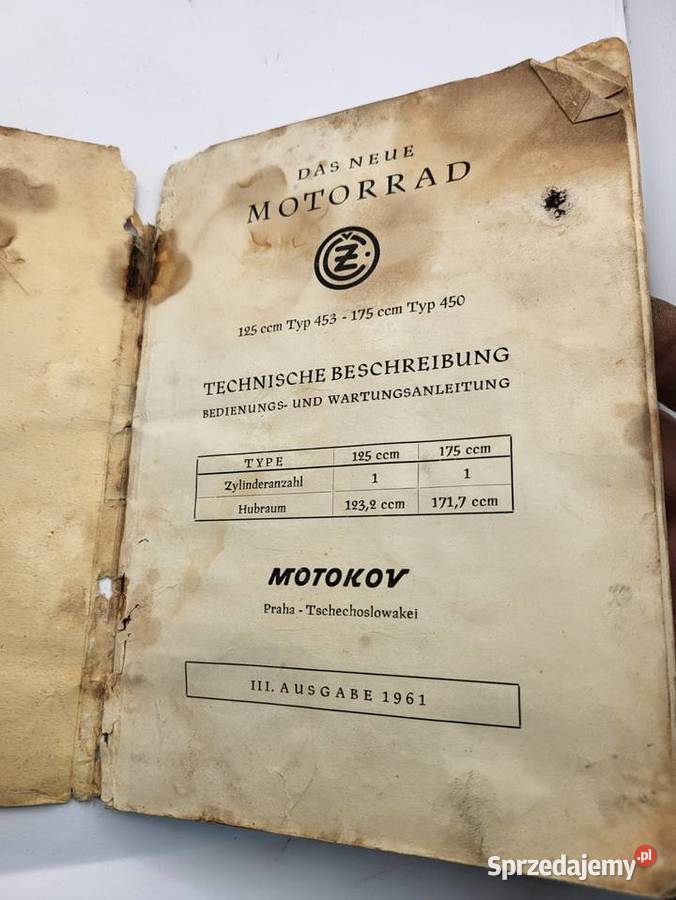 DAS NEUE
MOTORRAD
ČZ
125 ccm Typ 453 - 175 ccm Typ 450
TECHNISCHE BESCHREIBUNG
BEDIENUNGS- UND WARTUNGSANLEITUNG
TYPE 125 ccm 175 ccm
Zylinderanzahl 1 1
Hubraum 123,2 ccm 171,7 ccm
MOTOKOV
Praha - Tschechoslowakei
III. AUSGABE 1961
Sprzedajemy.pl